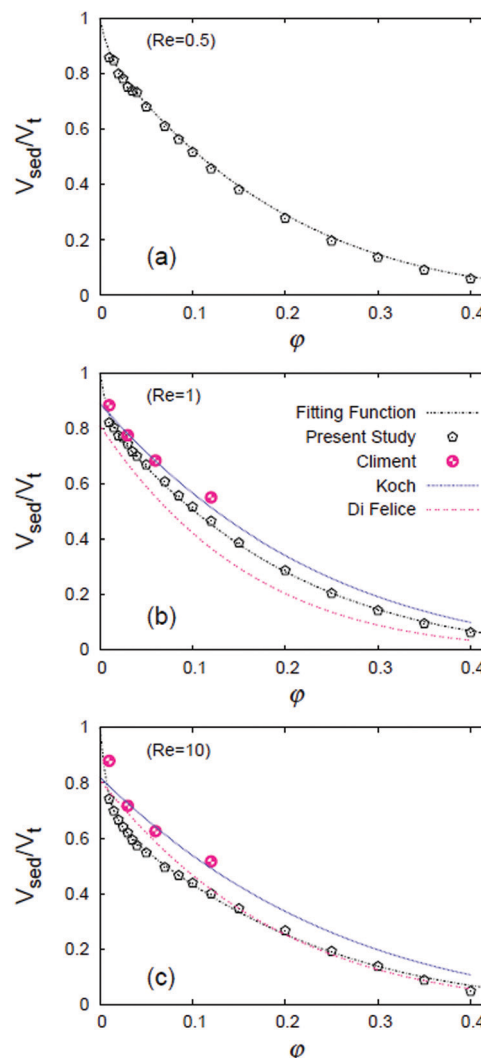 (Re=0.5)
1
0.8
0.6
0.4
0.2
0
V_sed/V_t
(a)
0 0.1 0.2 0.3 0.4
φ
(Re=1)
1
0.8
0.6
0.4
0.2
0
V_sed/V_t
Fitting Function
Present Study
Climent
Koch
Di Felice
(b)
0 0.1 0.2 0.3 0.4
φ
(Re=10)
1
0.8
0.6
0.4
0.2
0
V_sed/V_t
(c)
0 0.1 0.2 0.3 0.4
φ